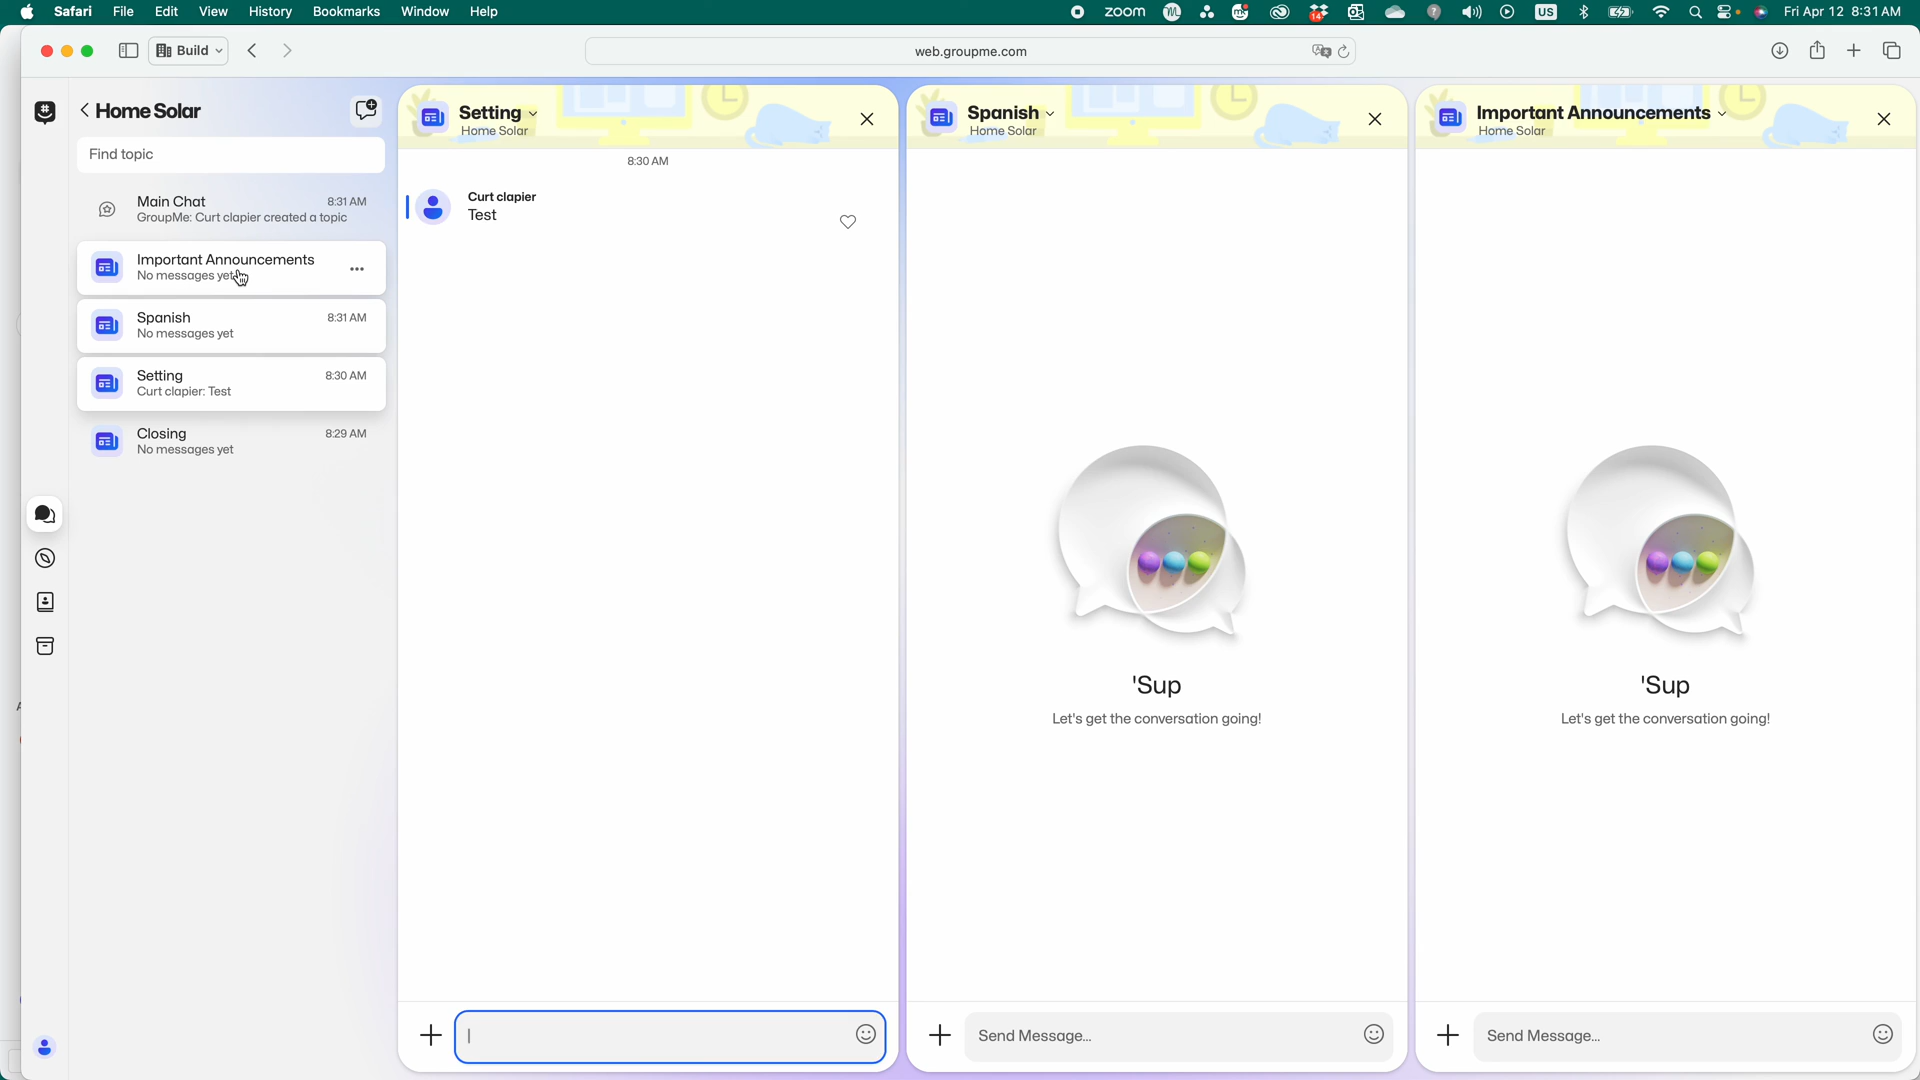 Safari File Edit View History Bookmarks Window Help
zoom
14
US
Fri Apr 12 8:31 AM
Build
web.groupme.com
Home Solar
Find topic
Main Chat 8:31 AM
GroupMe: Curt clapier created a topic
Important Announcements
No messages yet
Spanish 8:31 AM
No messages yet
Setting 8:30 AM
Curt clapier: Test
Closing 8:29 AM
No messages yet
Setting
Home Solar
8:30 AM
Curt clapier
Test
Spanish
Home Solar
'Sup
Let's get the conversation going!
Send Message...
Important Announcements
Home Solar
'Sup
Let's get the conversation going!
Send Message...